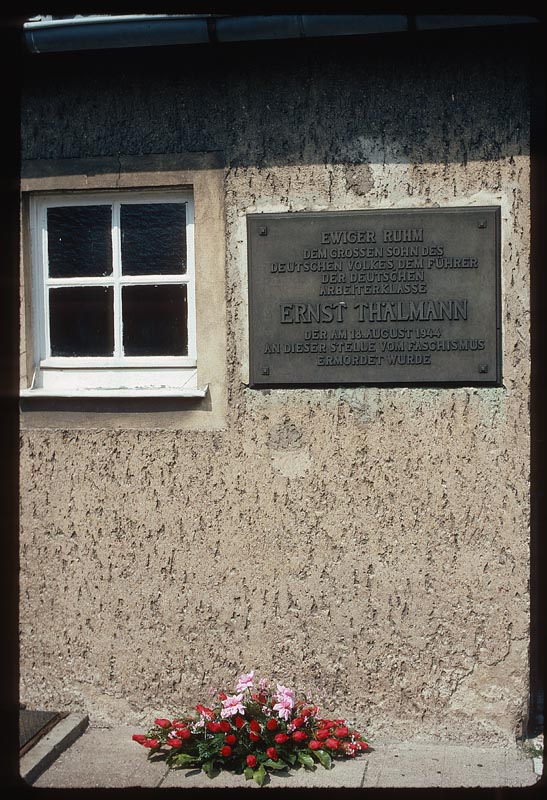 EWIGER RUHM
DEM GROSSEN SOHN DES
DEUTSCHEN VOLKES DEM FÜHRER
DER DEUTSCHEN
ARBEITERKLASSE
ERNST THÄLMANN
DER AM 18. AUGUST 1944
AN DIESER STELLE VOM FASCHISMUS
ERMORDET WURDE